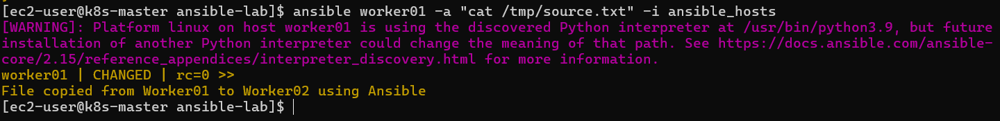 [ec2-user@k8s-master ansible-lab]$ ansible worker01 -a "cat /tmp/source.txt" -i ansible_hosts
[WARNING]: Platform linux on host worker01 is using the discovered Python interpreter at /usr/bin/python3.9, but future
installation of another Python interpreter could change the meaning of that path. See https://docs.ansible.com/ansible-
core/2.15/reference_appendices/interpreter_discovery.html for more information.
worker01 | CHANGED | rc=0 >>
File copied from Worker01 to Worker02 using Ansible
[ec2-user@k8s-master ansible-lab]$